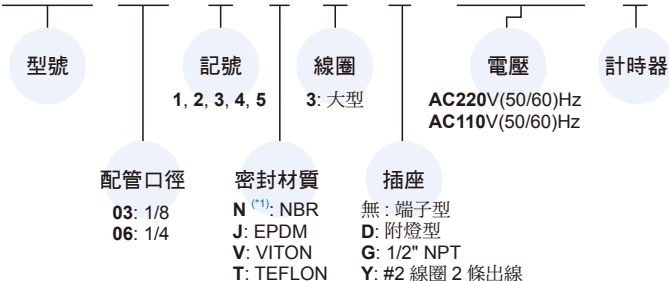 型號
記號
線圈
電壓
計時器
1, 2, 3, 4, 5
3: 大型
AC220V(50/60)Hz
AC110V(50/60)Hz
配管口徑
密封材質
插座
03: 1/8
06: 1/4
N (*1): NBR
J: EPDM
V: VITON
T: TEFLON
無 : 端子型
D: 附燈型
G: 1/2" NPT
Y: #2 線圈 2 條出線